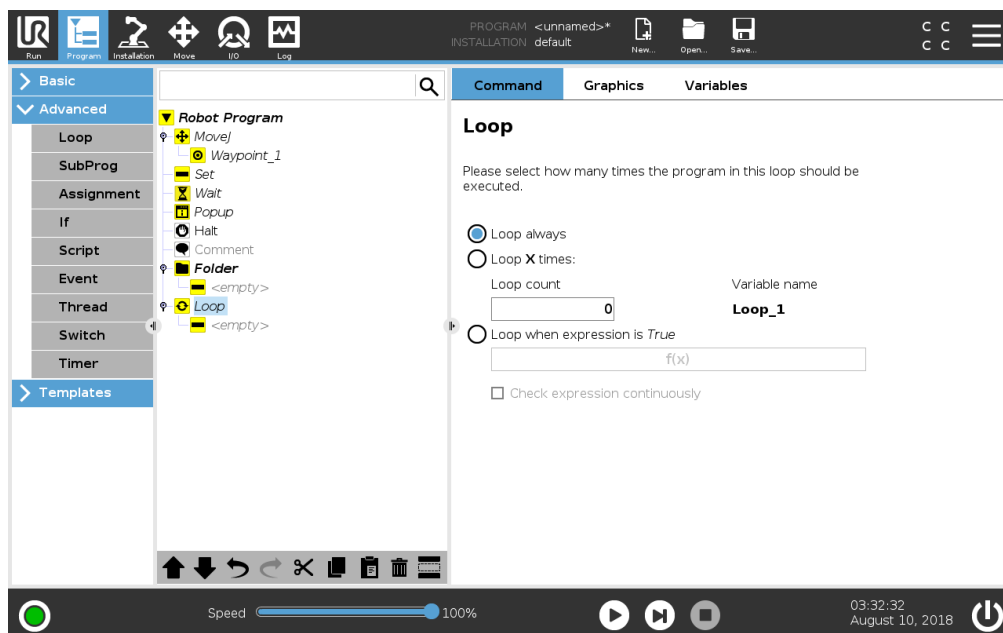 UR
Run
Program
Installation
Move
I/O
Log
PROGRAM <unnamed>*
INSTALLATION default
New...
Open...
Save...
C C
C C
Basic
Advanced
Loop
SubProg
Assignment
If
Script
Event
Thread
Switch
Timer
Templates
Robot Program
MoveJ
Waypoint_1
Set
Wait
Popup
Halt
Comment
Folder
<empty>
Loop
<empty>
Command Graphics Variables
Loop
Please select how many times the program in this loop should be
executed.
Loop always
Loop X times:
Loop count Variable name
0 Loop_1
Loop when expression is True
f(x)
Check expression continuously
Speed 100%
03:32:32
August 10, 2018